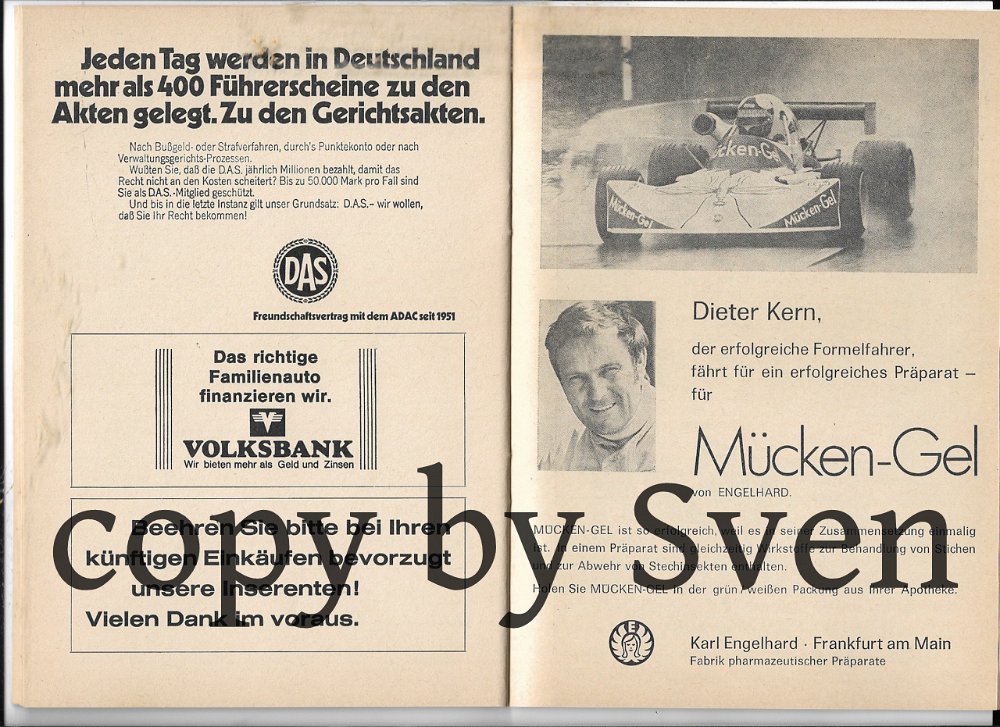 Jeden Tag werden in Deutschland
mehr als 400 Führerscheine zu den
Akten gelegt. Zu den Gerichtsakten.
Nach Bußgeld- oder Strafverfahren, durch's Punktekonto oder nach
Verwaltungsgerichts-Prozessen.
Wußten Sie, daß die D.A.S. jährlich Millionen bezahlt, damit das
Recht nicht an den Kosten scheitert? Bis zu 50.000 Mark pro Fall sind
Sie als D.A.S.-Mitglied geschützt.
Und bis in die letzte Instanz gilt unser Grundsatz: D.A.S.- wir wollen,
daß Sie Ihr Recht bekommen!
DAS
Freundschaftsvertrag mit dem ADAC seit 1951
Das richtige
Familienauto
finanzieren wir.
VOLKSBANK
Wir bieten mehr als Geld und Zinsen
Beehren Sie bitte bei Ihren
künftigen Einkäufen bevorzugt
unsere Inserenten!
Vielen Dank im voraus.
Mücken-Gel
Mücken-Gel
Mücken-Gel
Dieter Kern,
der erfolgreiche Formelfahrer,
fährt für ein erfolgreiches Präparat –
für
Mücken-Gel
von ENGELHARD.
MÜCKEN-GEL ist so erfolgreich, weil es in seiner Zusammensetzung einmalig
ist. In einem Präparat sind gleichzeitig Wirkstoffe zur Behandlung von Stichen
und zur Abwehr von Stechinsekten enthalten.
Holen Sie MÜCKEN-GEL in der grün/weißen Packung aus Ihrer Apotheke.
E
Karl Engelhard · Frankfurt am Main
Fabrik pharmazeutischer Präparate
copy by Sven